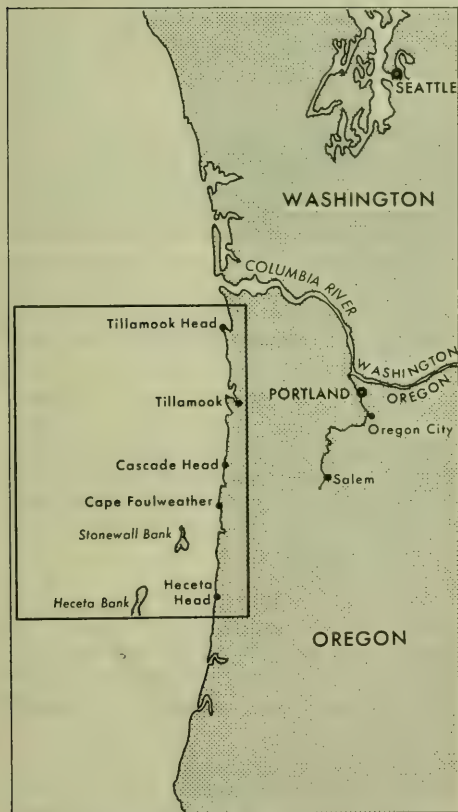 SEATTLE
WASHINGTON
COLUMBIA RIVER
Tillamook Head
WASHINGTON
OREGON
PORTLAND
Tillamook
Oregon City
Cascade Head
Salem
Cape Foulweather
Stonewall Bank
Heceta
Head
Heceta Bank
OREGON